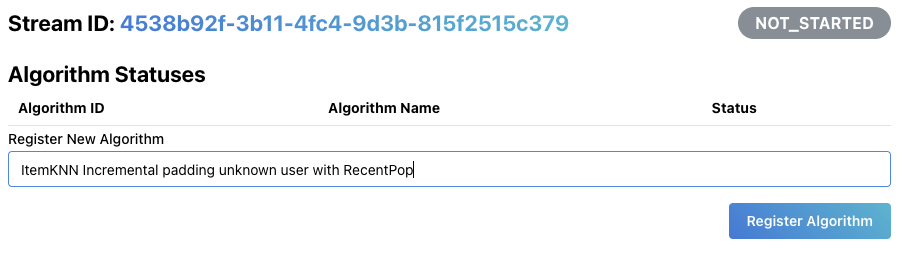 Stream ID: 4538b92f-3b11-4fc4-9d3b-815f2515c379 NOT_STARTED
Algorithm Statuses
Algorithm ID Algorithm Name Status
Register New Algorithm
ItemKNN Incremental padding unknown user with RecentPop
Register Algorithm